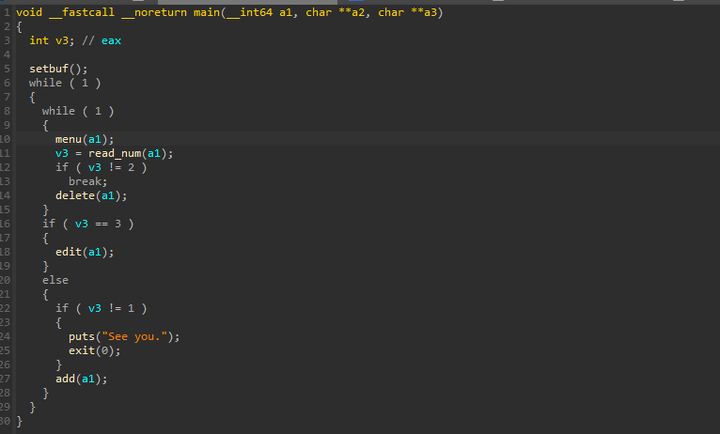 1 void __fastcall __noreturn main(__int64 a1, char **a2, char **a3)
2 {
3   int v3; // eax
4
5   setbuf();
6   while ( 1 )
7   {
8     while ( 1 )
9     {
10       menu(a1);
11       v3 = read_num(a1);
12       if ( v3 != 2 )
13         break;
14       delete(a1);
15     }
16     if ( v3 == 3 )
17     {
18       edit(a1);
19     }
20     else
21     {
22       if ( v3 != 1 )
23       {
24         puts("See you.");
25         exit(0);
26       }
27       add(a1);
28     }
29   }
30 }